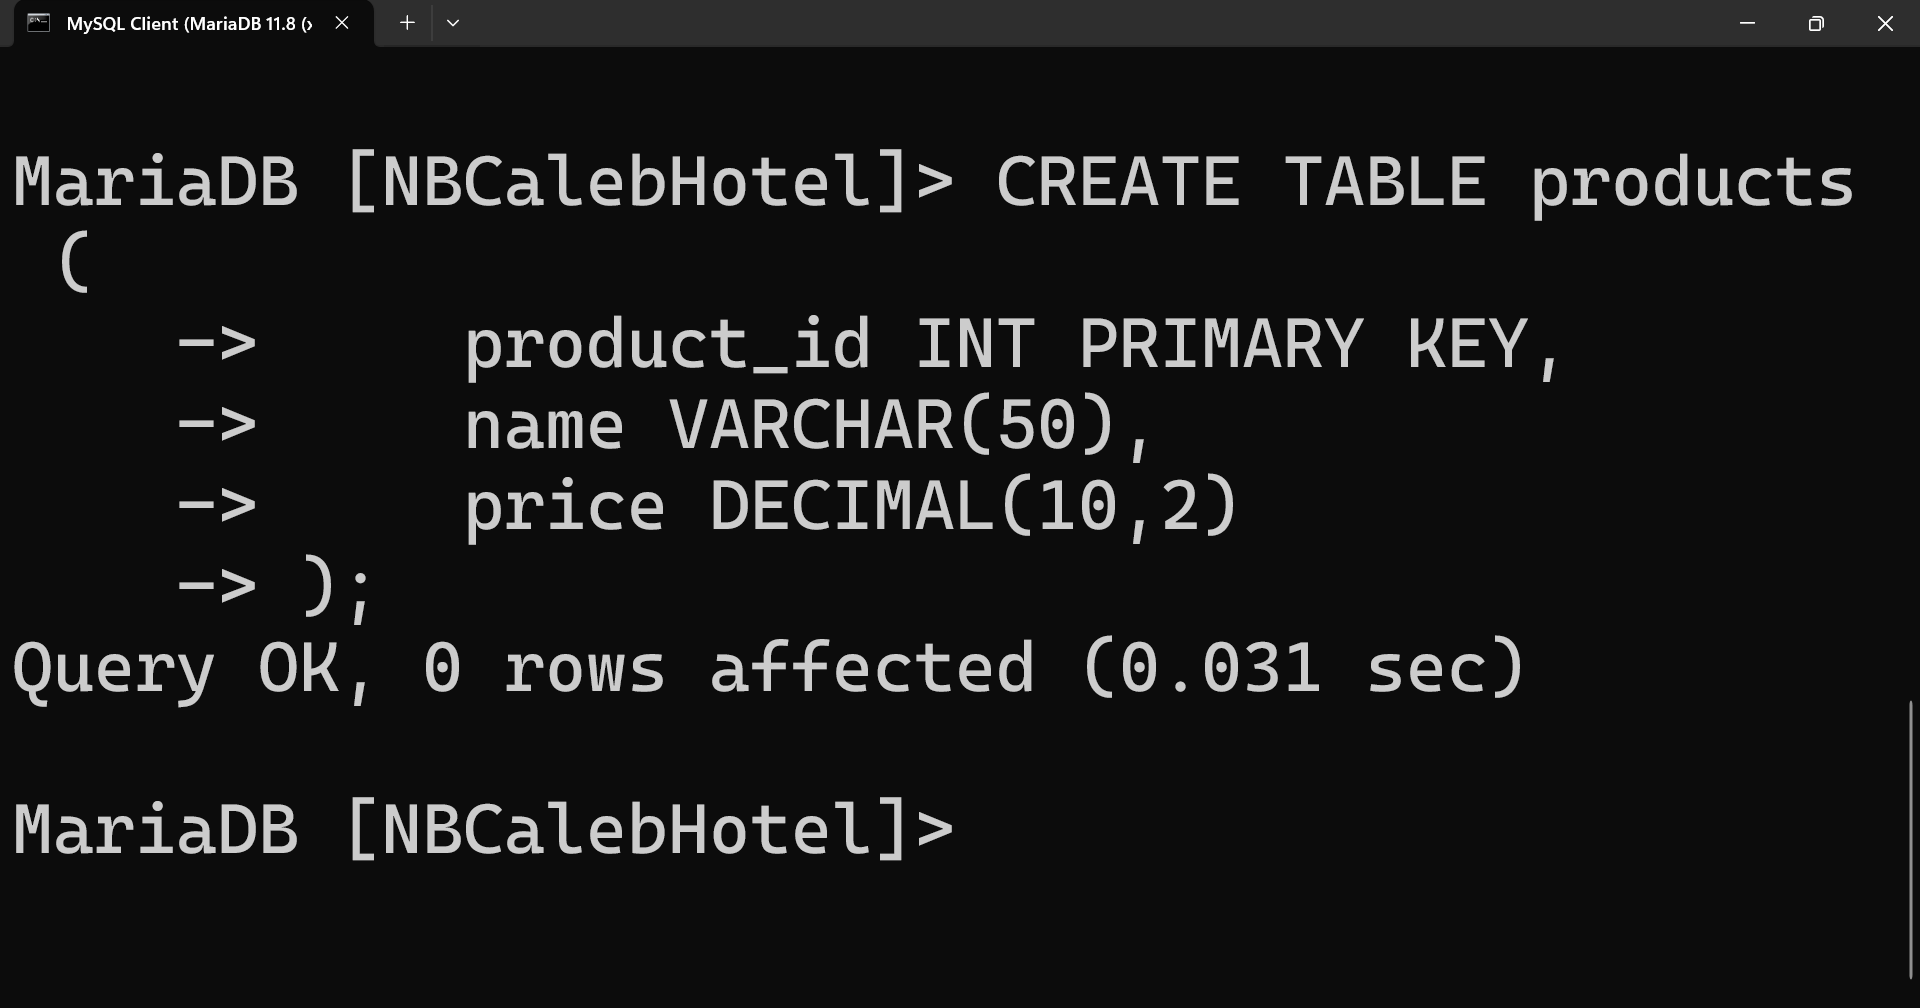 MySQL Client (MariaDB 11.8 (x
MariaDB [NBCalebHotel]> CREATE TABLE products
 (
    ->     product_id INT PRIMARY KEY,
    ->     name VARCHAR(50),
    ->     price DECIMAL(10,2)
    -> );
Query OK, 0 rows affected (0.031 sec)
MariaDB [NBCalebHotel]>